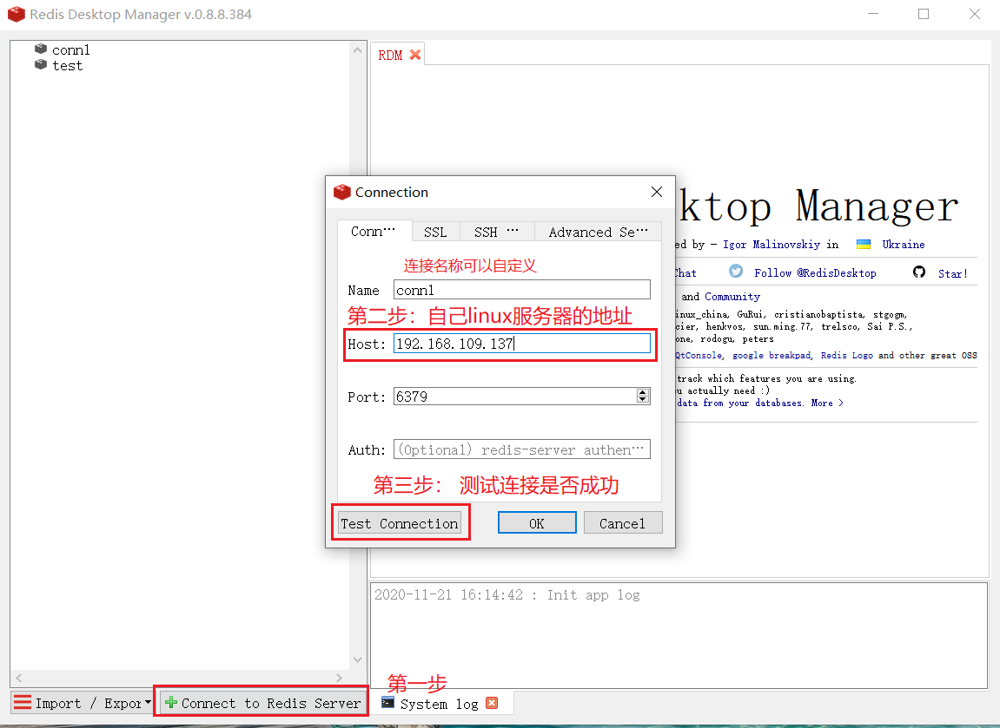 Redis Desktop Manager v.0.8.8.384
conn1
test
RDM
ktop Manager
ed by — Igor Malinovskiy in Ukraine
Chat Follow @RedisDesktop Star!
and Community
inux_china, GuRui, cristianobaptista, stgogm,
cier, henkvos, sun.ming.77, trelsco, Sai P.S.,
one, rodogu, peters
QtConsole, google breakpad, Redis Logo and other great OSS
track which features you are using.
u actually need :)
data from your databases. More >
Connection
Conn… SSL SSH … Advanced Se…
连接名称可以自定义
Name conn1
第二步：自己linux服务器的地址
Host: 192.168.109.137
Port: 6379
Auth: (Optional) redis-server authen…
第三步： 测试连接是否成功
Test Connection OK Cancel
2020-11-21 16:14:42 : Init app log
第一步
Import / Expor Connect to Redis Server System log